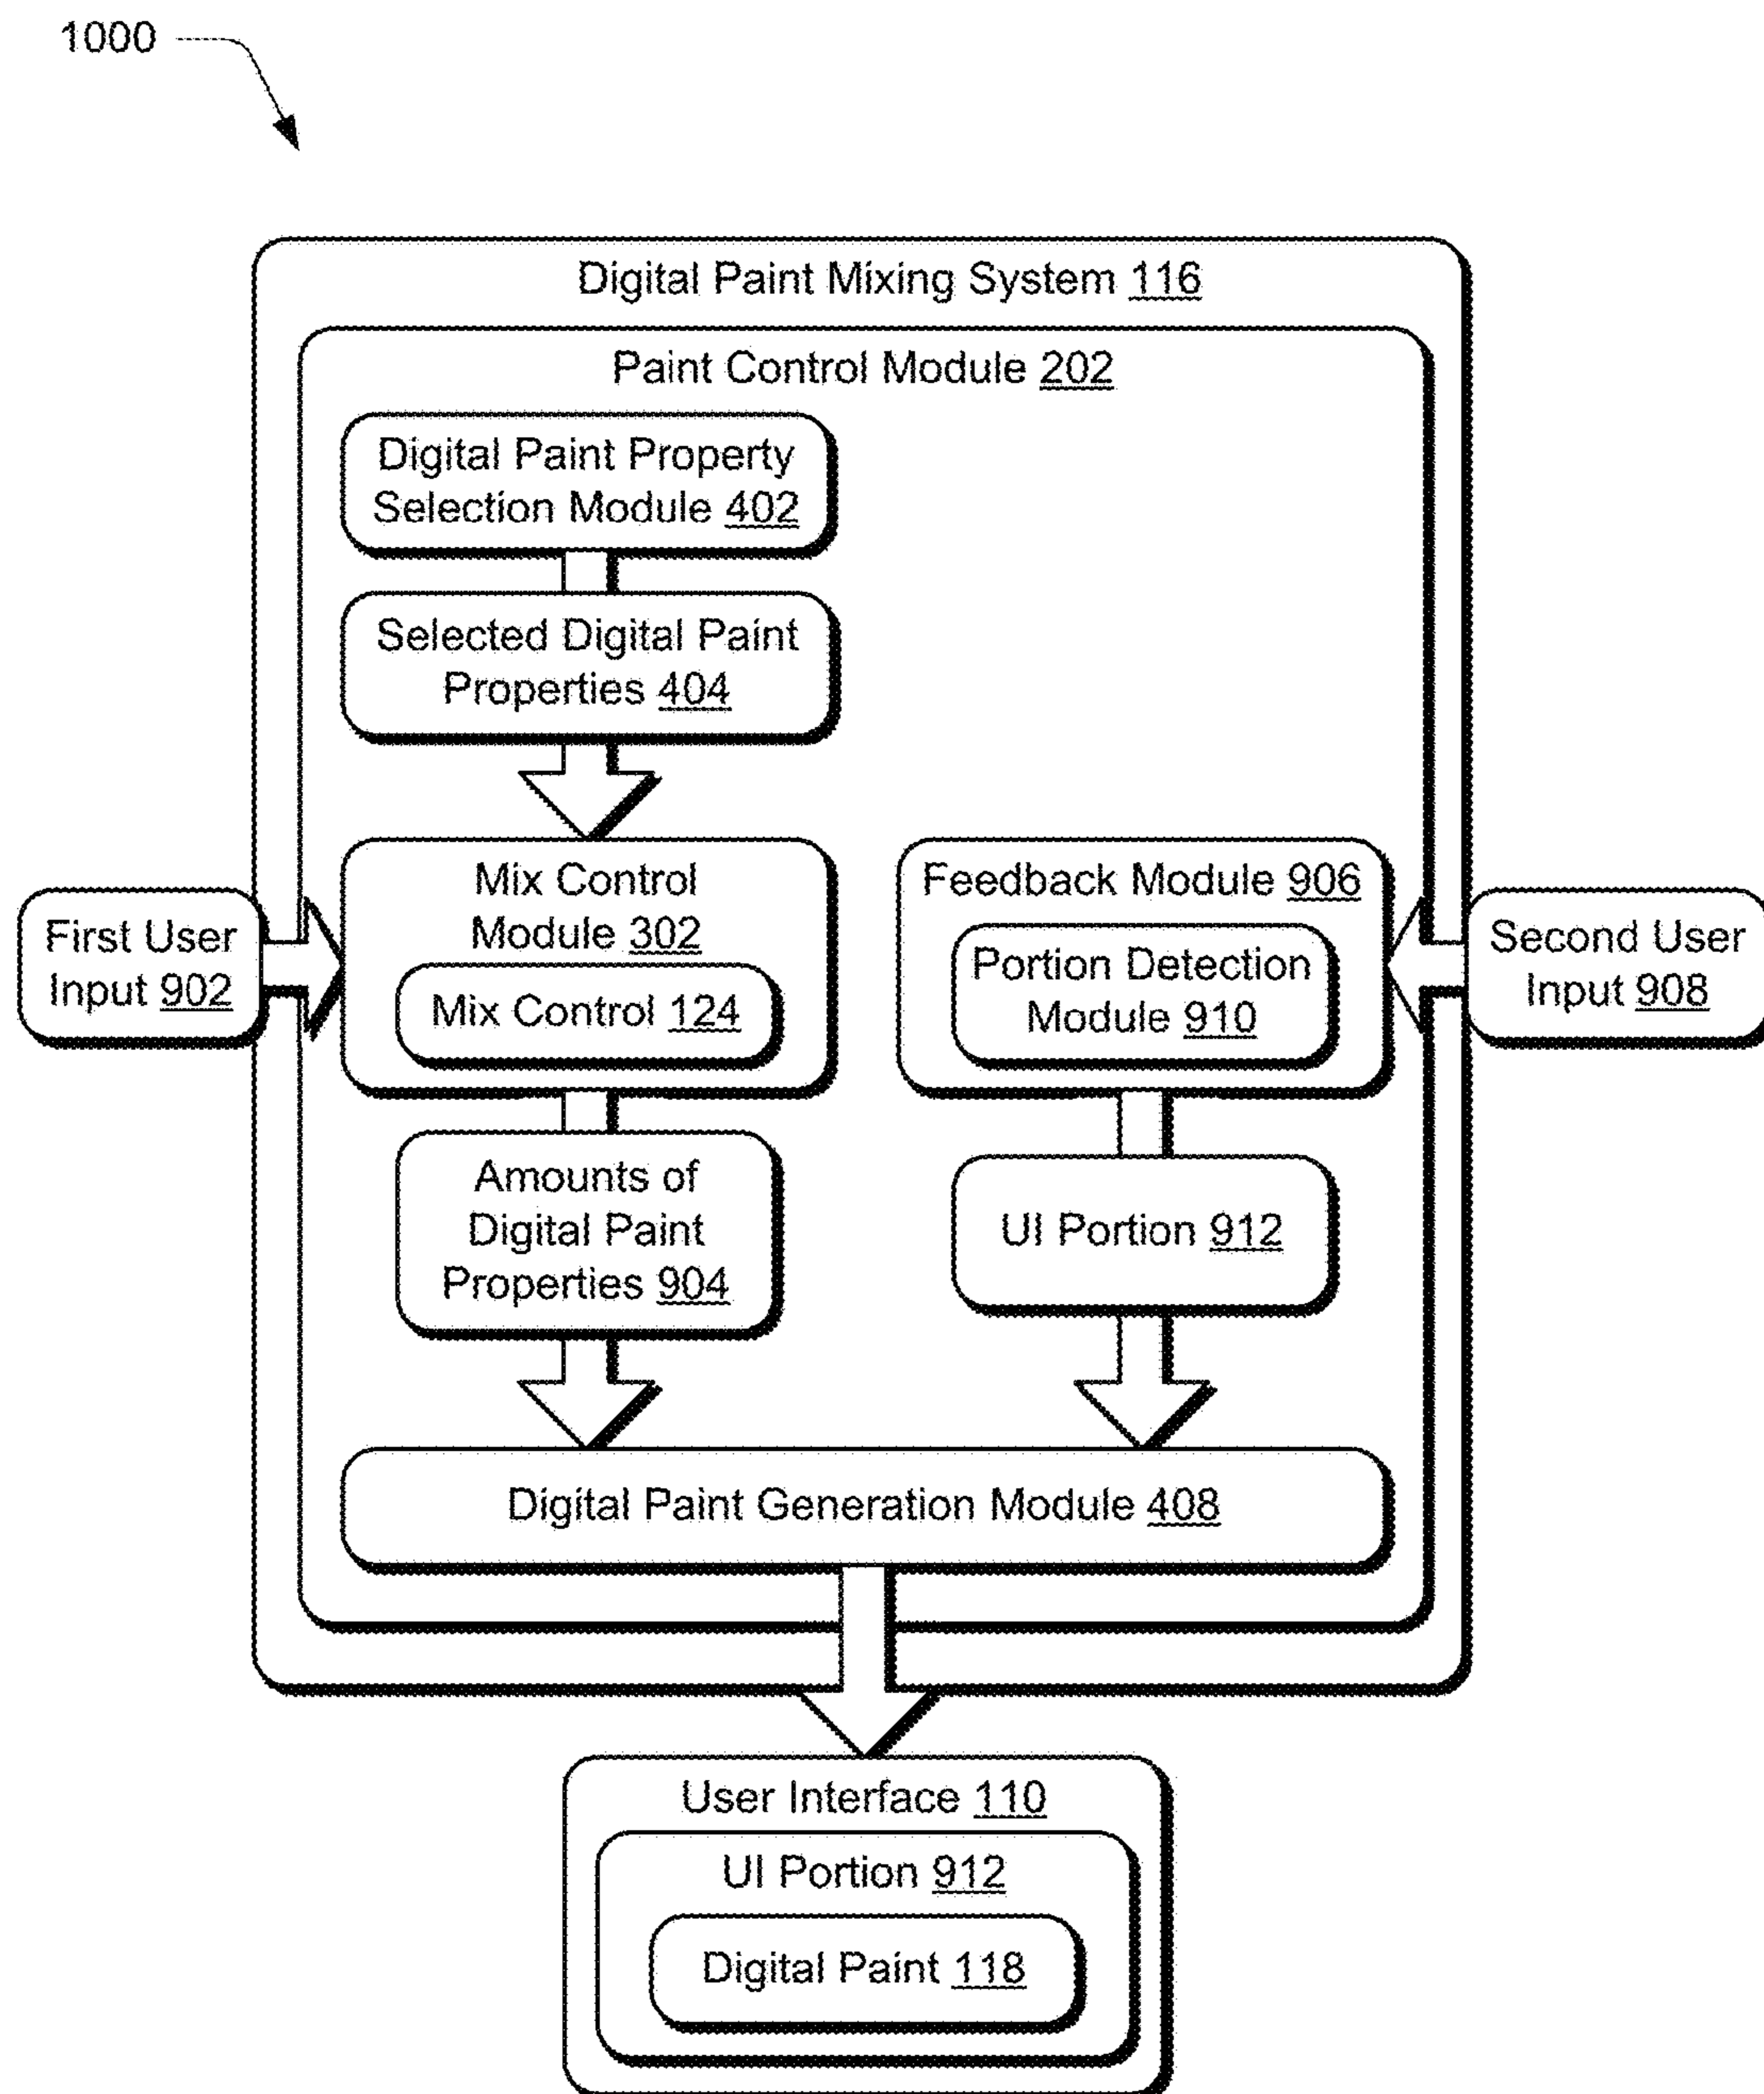 1000
Digital Paint Mixing System 116
Paint Control Module 202
Digital Paint Property
Selection Module 402
Selected Digital Paint
Properties 404
First User
Input 902
Mix Control
Module 302
Mix Control 124
Feedback Module 906
Portion Detection
Module 910
Second User
Input 908
Amounts of
Digital Paint
Properties 904
UI Portion 912
Digital Paint Generation Module 408
User Interface 110
UI Portion 912
Digital Paint 118